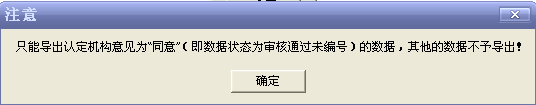 注意
只能导出认定机构意见为"同意"(即数据状态为审核通过未编号)的数据,其他的数据不予导出!
确定